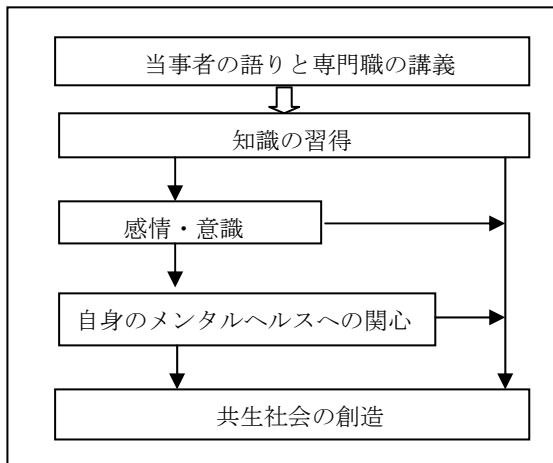 当事者の語りと専門職の講義
知識の習得
感情・意識
自身のメンタルヘルスへの関心
共生社会の創造